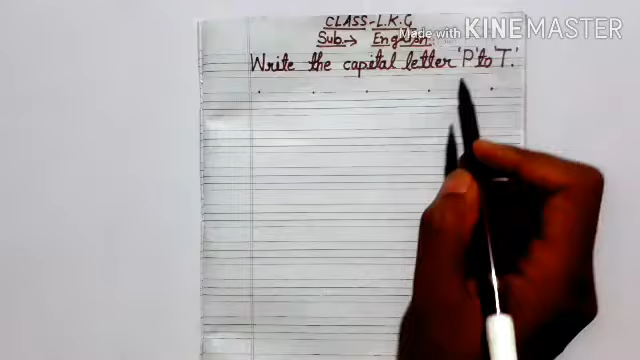 Made with KINEMASTER
CLASS-L.K.G
Sub.→ English
Write the capital letter 'P' to 'T.'